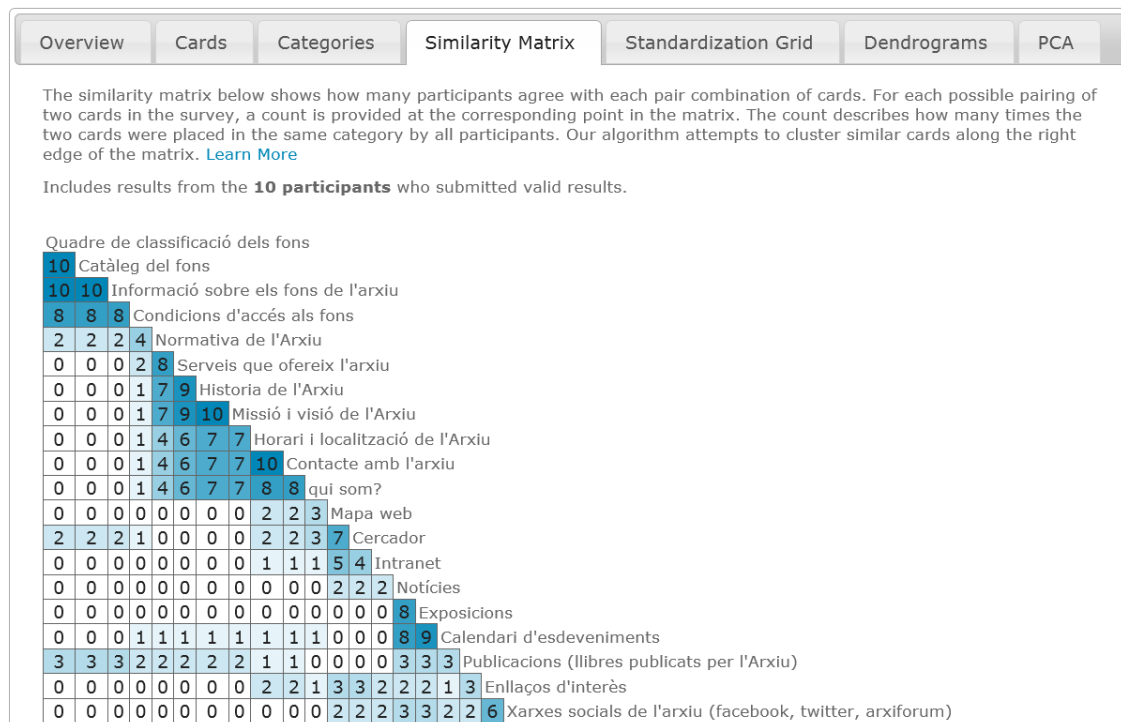 Overview Cards Categories Similarity Matrix Standardization Grid Dendrograms PCA
The similarity matrix below shows how many participants agree with each pair combination of cards. For each possible pairing of
two cards in the survey, a count is provided at the corresponding point in the matrix. The count describes how many times the
two cards were placed in the same category by all participants. Our algorithm attempts to cluster similar cards along the right
edge of the matrix. Learn More
Includes results from the 10 participants who submitted valid results.
Quadre de classificació dels fons
10 Catàleg del fons
10 10 Informació sobre els fons de l'arxiu
8 8 8 Condicions d'accés als fons
2 2 2 4 Normativa de l'Arxiu
0 0 0 2 8 Serveis que ofereix l'arxiu
0 0 0 1 7 9 Historia de l'Arxiu
0 0 0 1 7 9 10 Missió i visió de l'Arxiu
0 0 0 1 4 6 7 7 Horari i localització de l'Arxiu
0 0 0 1 4 6 7 7 10 Contacte amb l'arxiu
0 0 0 1 4 6 7 7 8 8 qui som?
0 0 0 0 0 0 0 0 2 2 3 Mapa web
2 2 2 1 0 0 0 0 2 2 3 7 Cercador
0 0 0 0 0 0 0 0 1 1 1 5 4 Intranet
0 0 0 0 0 0 0 0 0 0 0 2 2 2 Notícies
0 0 0 0 0 0 0 0 0 0 0 0 0 0 8 Exposicions
0 0 0 1 1 1 1 1 1 1 1 0 0 0 8 9 Calendari d'esdeveniments
3 3 3 2 2 2 2 2 1 1 0 0 0 0 3 3 3 Publicacions (llibres publicats per l'Arxiu)
0 0 0 0 0 0 0 0 2 2 1 3 3 2 2 2 1 3 Enllaços d'interès
0 0 0 0 0 0 0 0 0 0 0 2 2 2 3 3 2 2 6 Xarxes socials de l'arxiu (facebook, twitter, arxiforum)